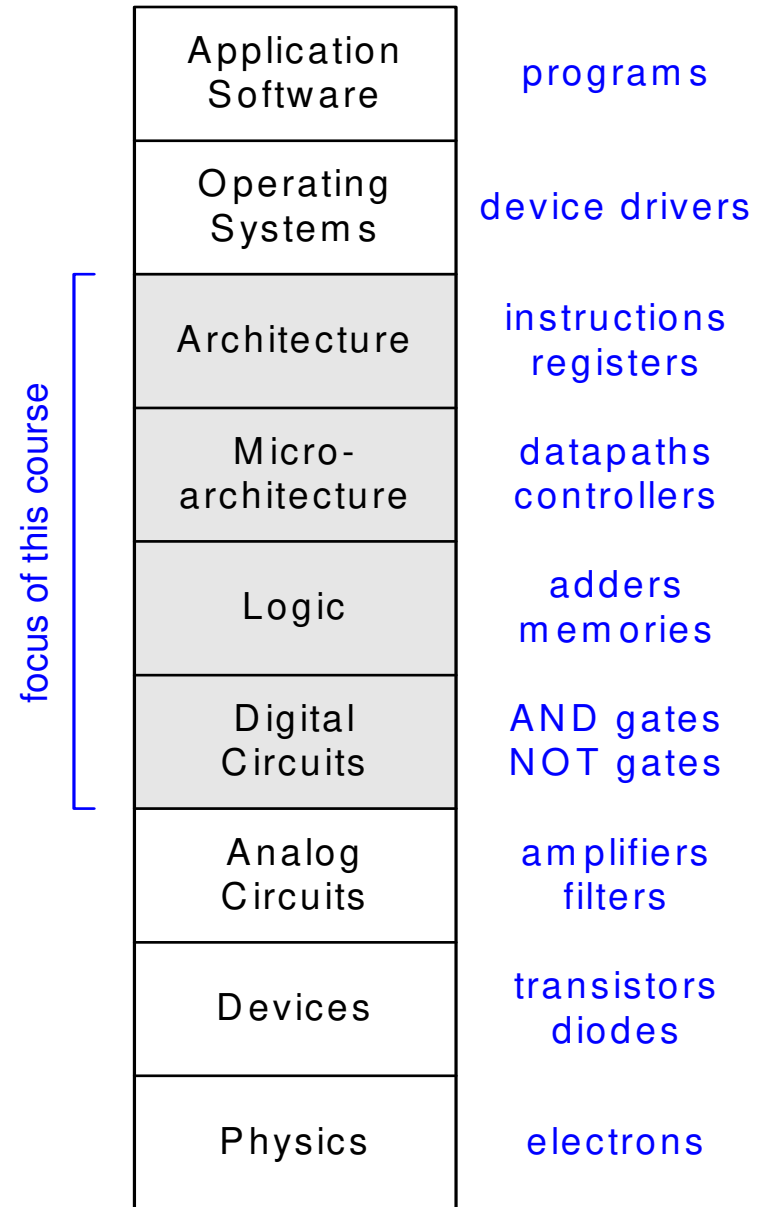 Application
Software
programs
Operating
Systems
device drivers
focus of this course
Architecture
instructions
registers
Micro-
architecture
datapaths
controllers
Logic
adders
memories
Digital
Circuits
AND gates
NOT gates
Analog
Circuits
amplifiers
filters
Devices
transistors
diodes
Physics
electrons